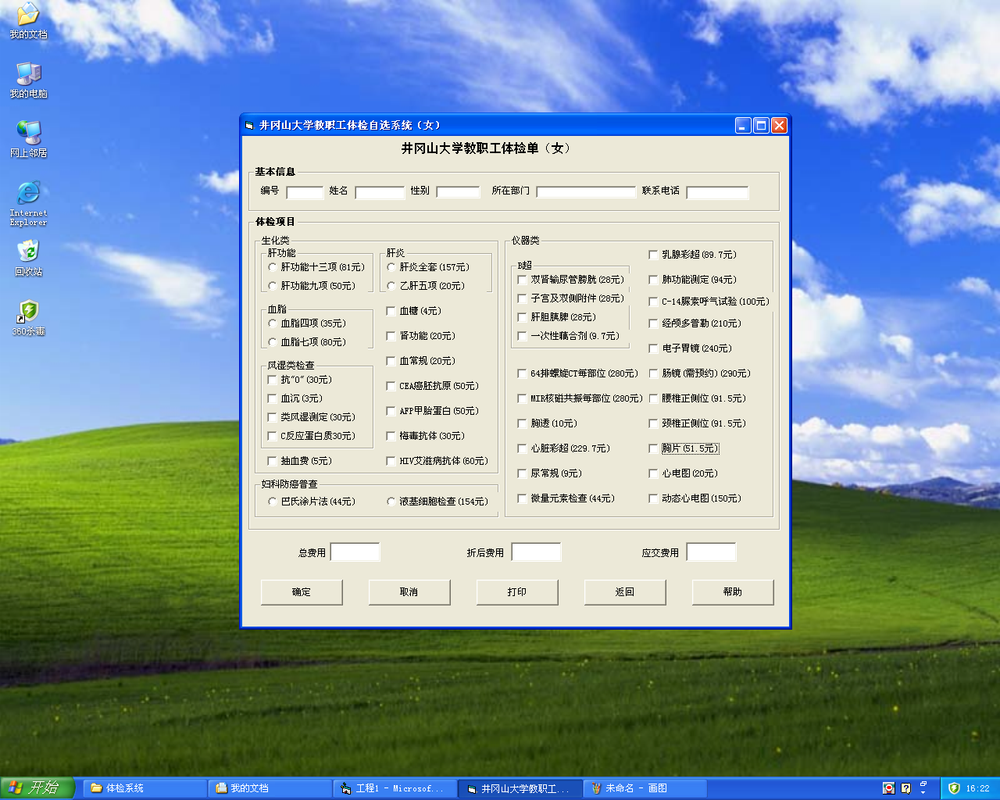 我的文档
我的电脑
网上邻居
Internet
Explorer
回收站
360杀毒
井冈山大学教职工体检自选系统（女）
井冈山大学教职工体检单（女）
基本信息
编号
姓名
性别
所在部门
联系电话
体检项目
生化类
肝功能
肝功能十三项(81元)
肝功能九项(50元)
血脂
血脂四项(35元)
血脂七项(80元)
风湿类检查
抗“O”(30元)
血沉(3元)
类风湿测定(30元)
C反应蛋白质30元)
抽血费(5元)
肝炎
肝炎全套(157元)
乙肝五项(20元)
血糖(4元)
肾功能(20元)
血常规(20元)
CEA癌胚抗原(50元)
AFP甲胎蛋白(50元)
梅毒抗体(30元)
HIV艾滋病抗体(60元)
妇科防癌普查
巴氏涂片法(44元)
液基细胞检查(154元)
仪器类
B超
双肾输尿管膀胱(28元)
子宫及双侧附件(28元)
肝胆胰脾(28元)
一次性藕合剂(9.7元)
64排螺旋CT每部位(280元)
MIR核磁共振每部位(280元)
胸透(10元)
心脏彩超(229.7元)
尿常规(9元)
微量元素检查(44元)
乳腺彩超(89.7元)
肺功能测定(94元)
C-14脲素呼气试验(100元)
经颅多普勒(210元)
电子胃镜(240元)
肠镜(需预约)(290元)
腰椎正侧位(91.5元)
颈椎正侧位(91.5元)
胸片(51.5元)
心电图(20元)
动态心电图(150元)
总费用
折后费用
应交费用
确定
取消
打印
返回
帮助
开始
体检系统
我的文档
工程1 - Microsof...
井冈山大学教职工...
未命名 - 画图
16:22